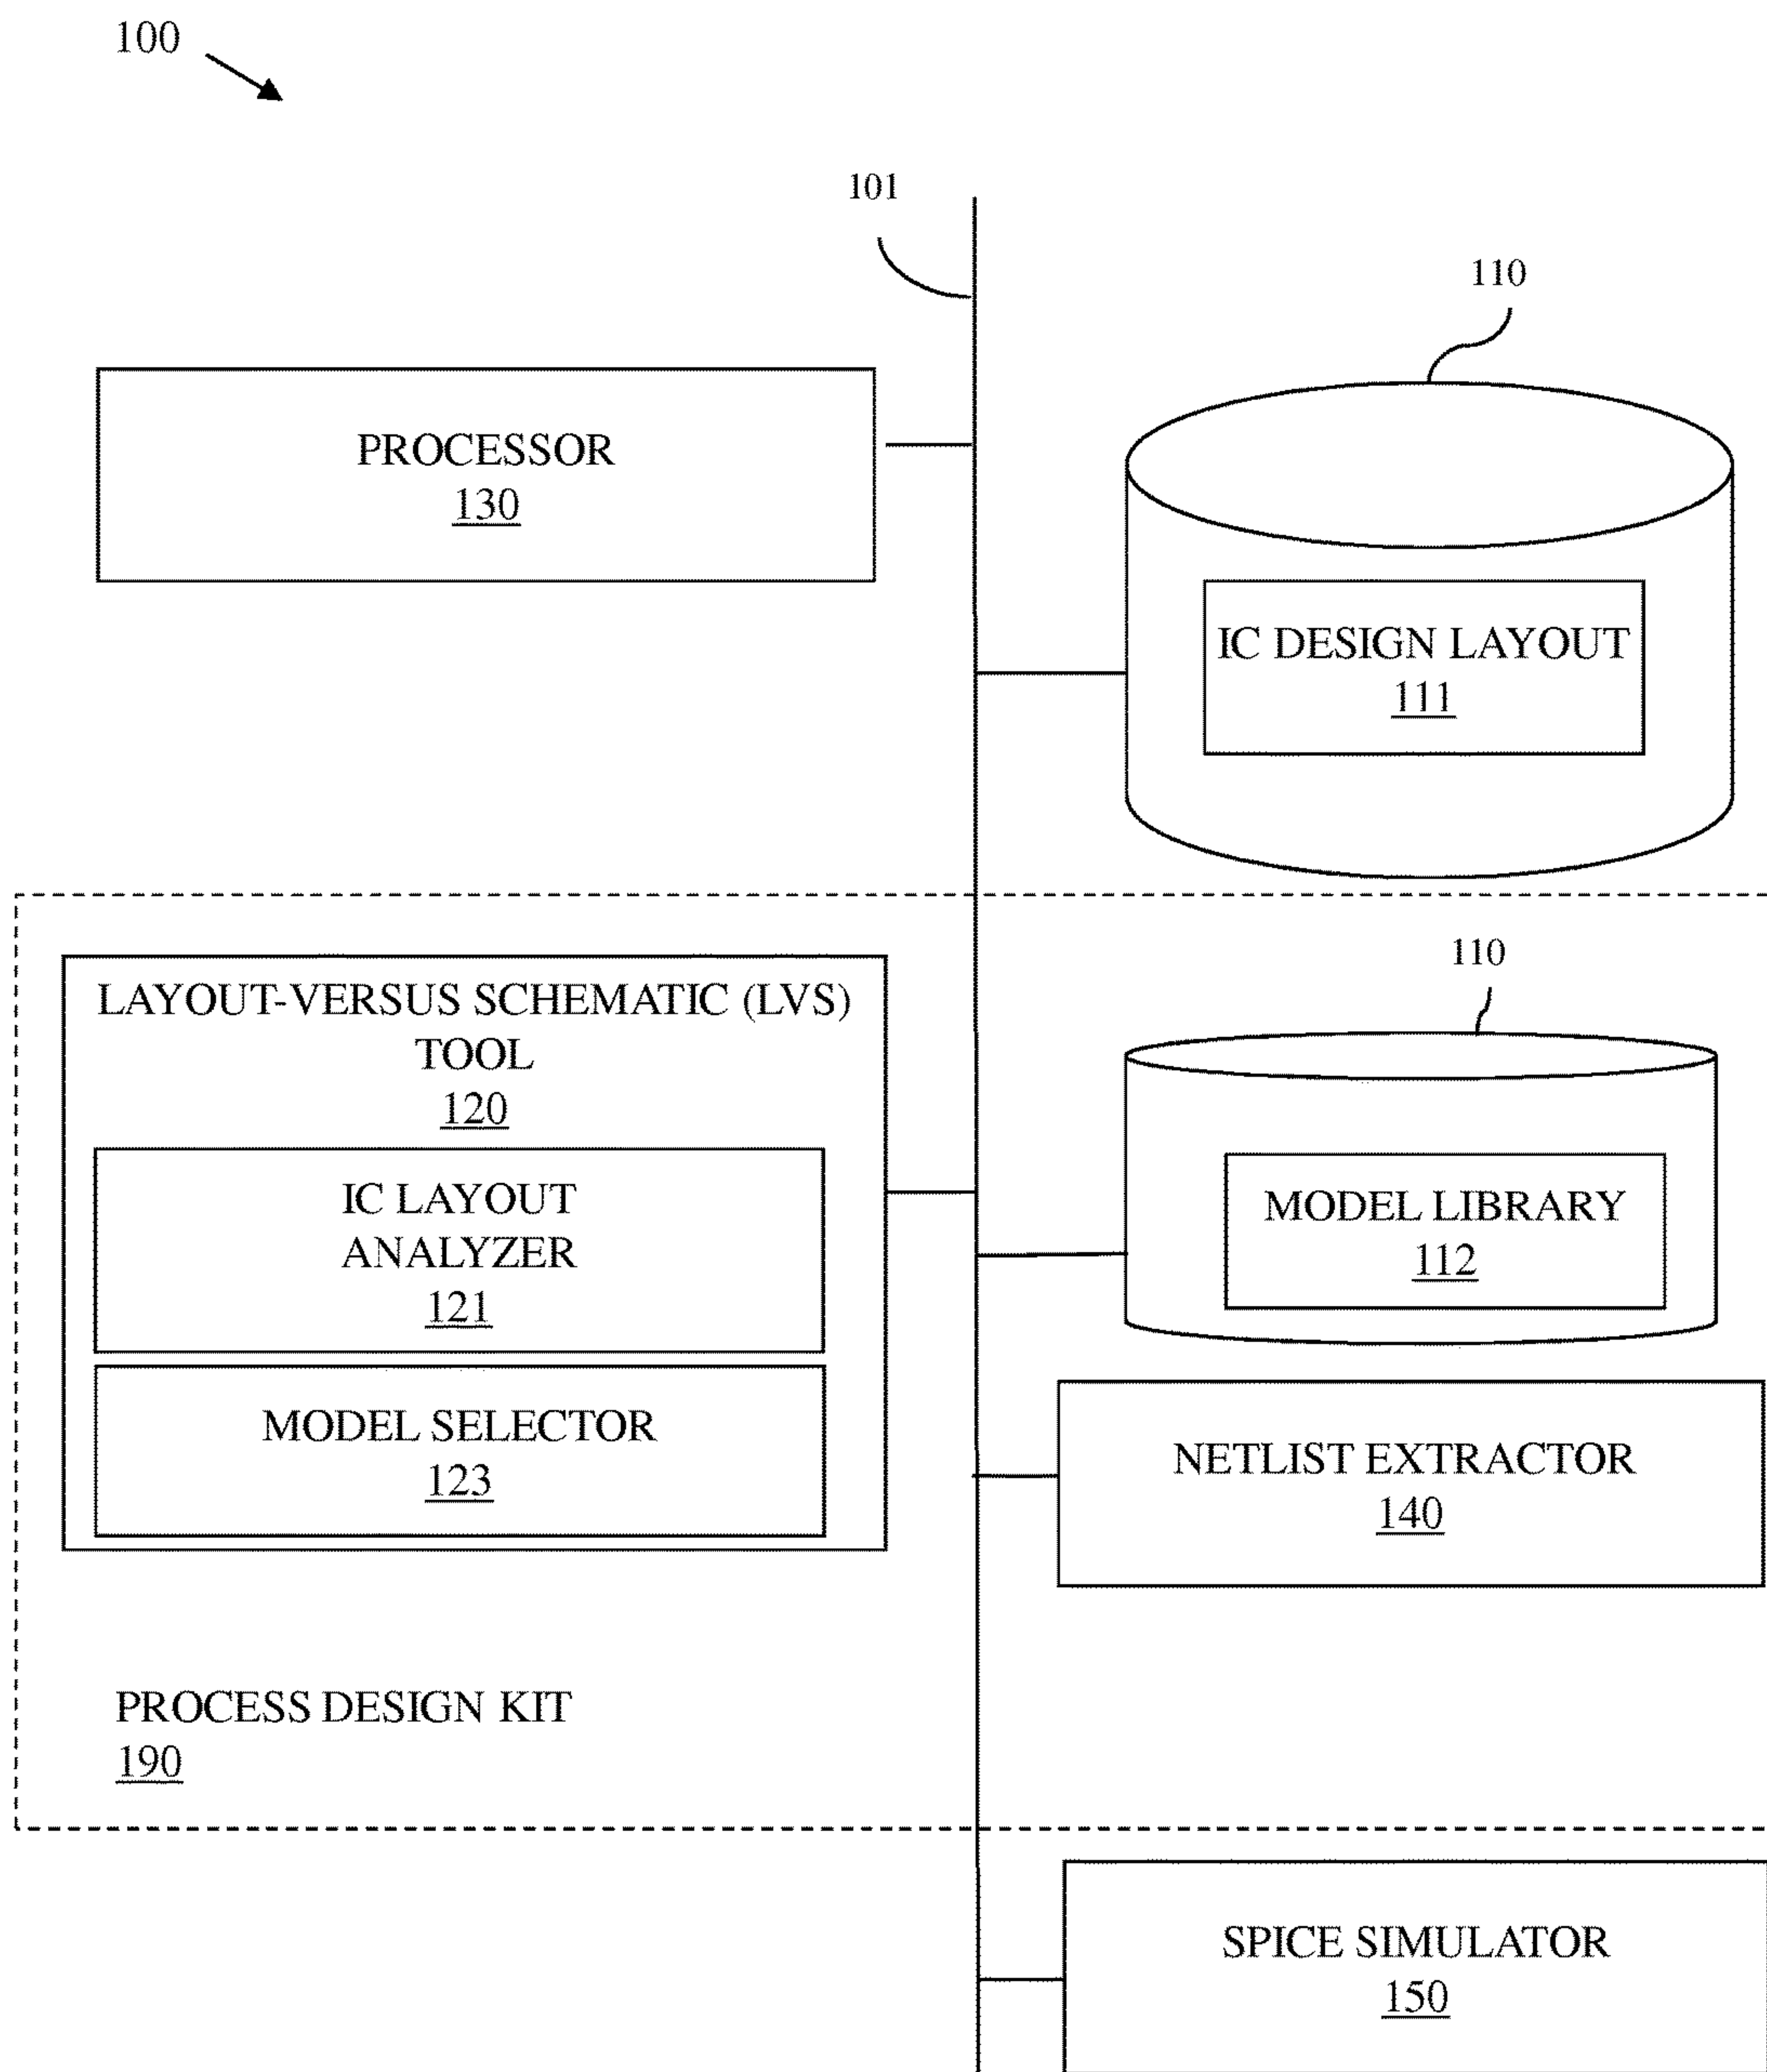 100
101
110
PROCESSOR
130
IC DESIGN LAYOUT
111
110
LAYOUT-VERSUS SCHEMATIC (LVS)
TOOL
120
IC LAYOUT
ANALYZER
121
MODEL LIBRARY
112
MODEL SELECTOR
123
NETLIST EXTRACTOR
140
PROCESS DESIGN KIT
190
SPICE SIMULATOR
150